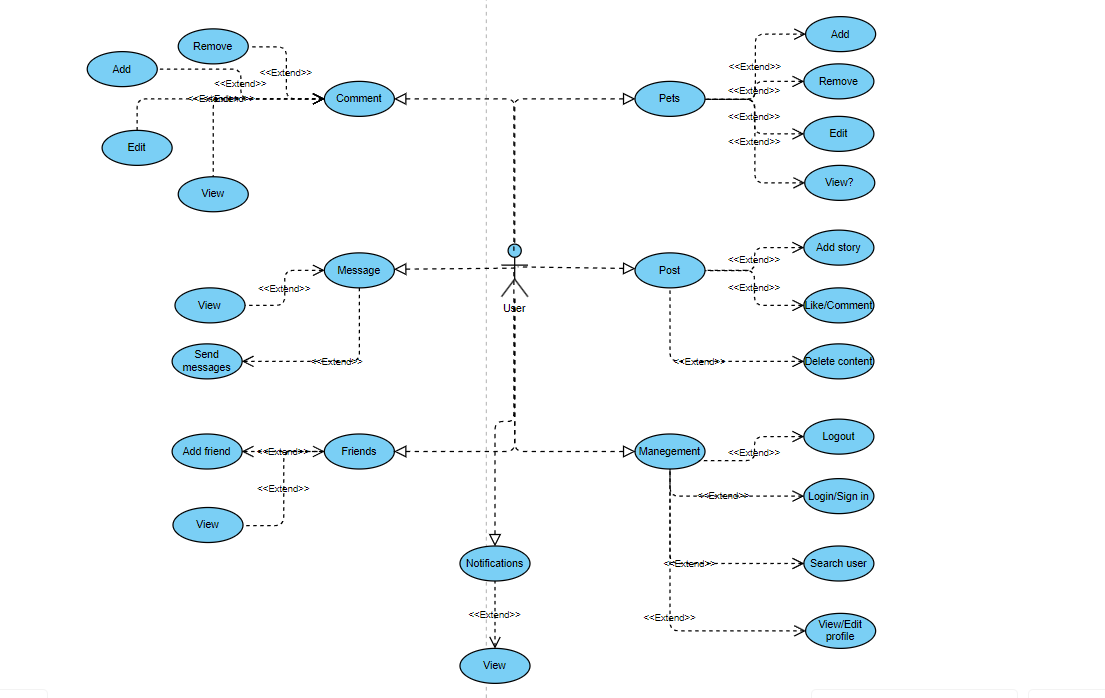 Remove
Add
<<Extend>>
<<Extend>>
<<Extend>>
<<Extend>>
Comment
Edit
View
Add
<<Extend>>
Remove
<<Extend>>
Pets
<<Extend>>
Edit
<<Extend>>
View?
Message
<<Extend>>
View
Send
messages
<<Extend>>
User
Add story
<<Extend>>
Post
<<Extend>>
Like/Comment
<<Extend>>
Delete content
Add friend
<<Extend>>
Friends
<<Extend>>
View
Logout
Manegement
<<Extend>>
<<Extend>>
Login/Sign in
<<Extend>>
Search user
<<Extend>>
View/Edit
profile
Notifications
<<Extend>>
View